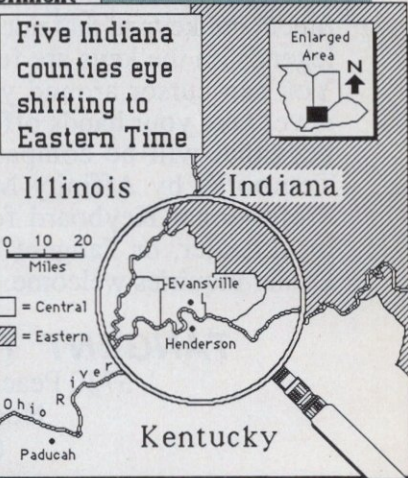 Five Indiana
counties eye
shifting to
Eastern Time
Enlarged
Area
N
Illinois
Indiana
0 10 20
Miles
= Central
= Eastern
Evansville
Henderson
Ohio River
Paducah
Kentucky